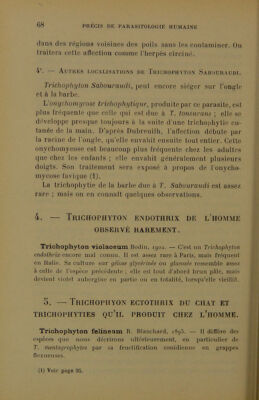 68 PRÉCIS DE PARASITOLOGIE HUMAINE
dans des régions voisines des poils sans les contaminer. On
traitera cette affection comme l'herpès circiné.
4°. — AUTRES LOCALISATIONS DE TRICHOPHYTON SABOURAUDI.
Trichophyton Sabouraudi, peut encore siéger sur l'ongle
et à la barbe.
L'onychomycose trichophytique, produite par ce parasite, est
plus fréquente que celle qui est due à T. tonsurans ; elle se
développe presque toujours à la suite d'une trichophytie cu-
tanée de la main. D'après Dubreuilh, l'affection débute par
la racine de l'ongle, qu'elle envahit ensuite tout entier. Cette
onychomycose est beaucoup plus fréquente chez les adultes
que chez les enfants ; elle envahit généralement plusieurs
doigts. Son traitement sera exposé à propos de l'onycho-
mycose favique (1).
La trichophytie de la barbe due à T. Sabouraudi est assez
rare ; mais on en connaît quelques observations.
4. — TRICHOPHYTON ENDOTHRIX DE L'HOMME
OBSERVÉ RAREMENT.
Trichophyton violaceum Bodin, 1902. — C'est un Trichophyton
endothrix encore mal connu. Il est assez rare à Paris, mais fréquent
en Italie. Sa culture sur gélose glycérinée ou glucosée ressemble assez
à celle de l'espèce précédente ; elle est tout d'abord brun pâle, mais
devient violet aubergine en partie ou en totalité, lorsqu'elle vieillit.
5. — TRICHOPHYTON ECTOTHRIX DU CHAT ET
TRICHOPHYTIES QU'IL PRODUIT CHEZ L'HOMME.
Trichophyton felineum R. Blanchard, 1895. — Il diffère des
espèces que nous décrirons ultérieurement, en particulier de
T. mentagrophytes par sa fructification conidienne en grappes
flexueuses.
(1) Voir page 95.